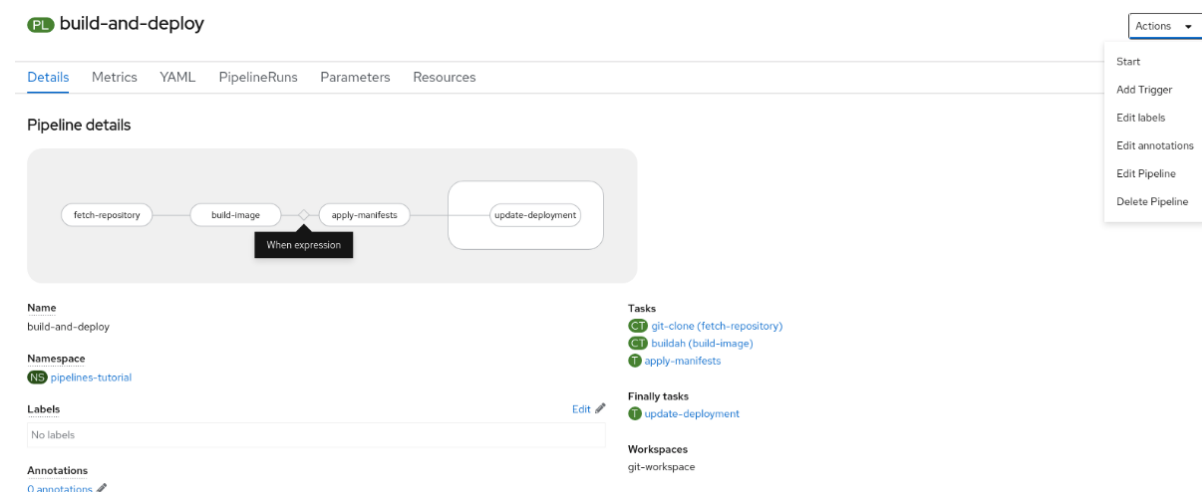 PL build-and-deploy
Actions
Start
Add Trigger
Edit labels
Edit annotations
Edit Pipeline
Delete Pipeline
Details Metrics YAML PipelineRuns Parameters Resources
Pipeline details
fetch-repository build-image apply-manifests update-deployment
When expression
Name
build-and-deploy
Namespace
NS pipelines-tutorial
Labels
Edit
No labels
Annotations
0 annotations
Tasks
CT git-clone (fetch-repository)
CT buildah (build-image)
T apply-manifests
Finally tasks
T update-deployment
Workspaces
git-workspace